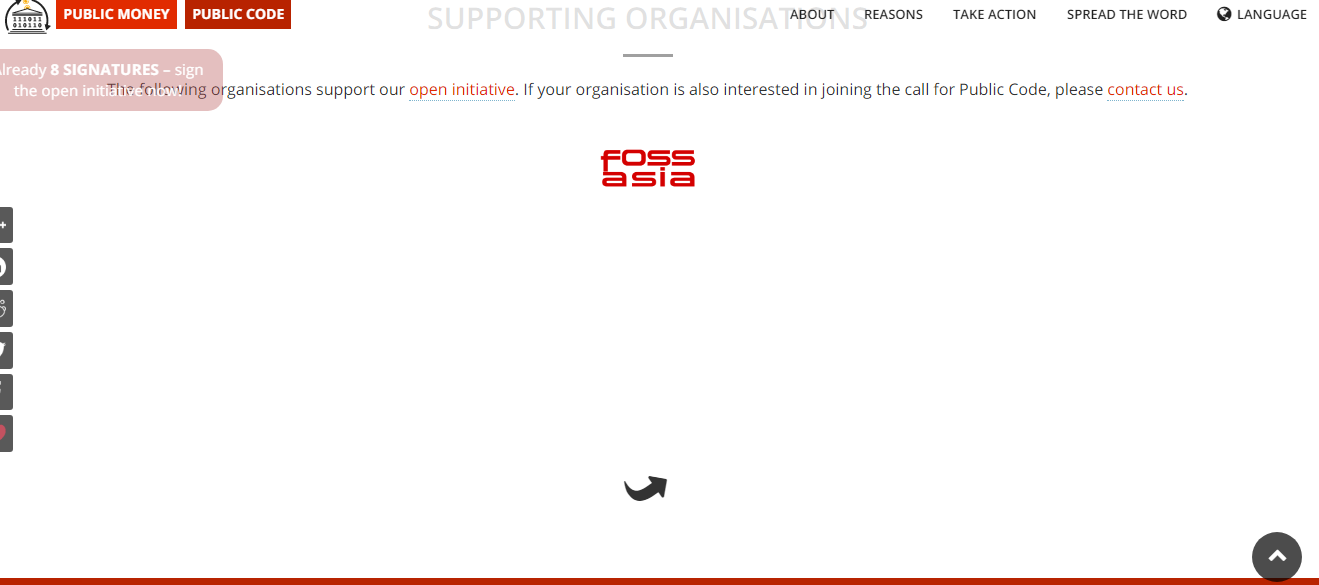 PUBLIC MONEY PUBLIC CODE
SUPPORTING ORGANISATIONS
ABOUT REASONS TAKE ACTION SPREAD THE WORD LANGUAGE
lready 8 SIGNATURES – sign
the open initiative now!
The following organisations support our open initiative. If your organisation is also interested in joining the call for Public Code, please contact us.
foss
asia